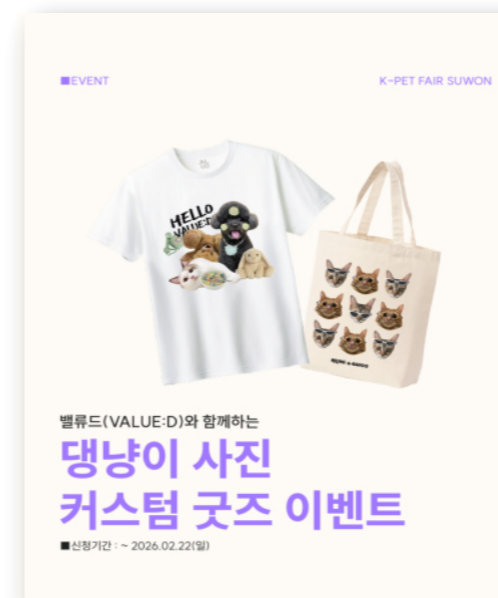 ■EVENT
K-PET FAIR SUWON
HELLO
VALUE:D
밸류드(VALUE:D)와 함께하는
댕냥이 사진
커스텀 굿즈 이벤트
■신청기간 : ~ 2026.02.22(일)